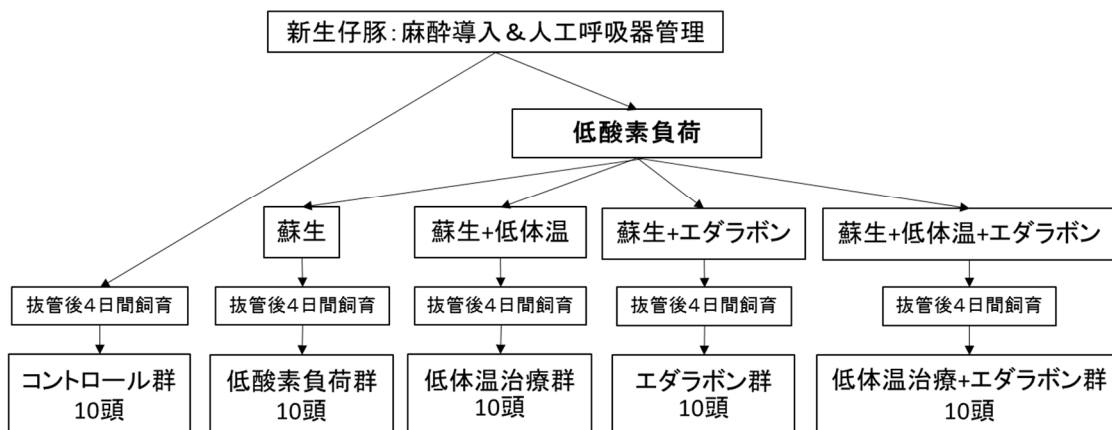 新生仔豚：麻酔導入＆人工呼吸器管理
低酸素負荷
蘇生
蘇生+低体温
蘇生+エダラボン
蘇生+低体温+エダラボン
抜管後４日間飼育
抜管後４日間飼育
抜管後４日間飼育
抜管後４日間飼育
抜管後４日間飼育
コントロール群
10頭
低酸素負荷群
10頭
低体温治療群
10頭
エダラボン群
10頭
低体温治療+エダラボン群
10頭